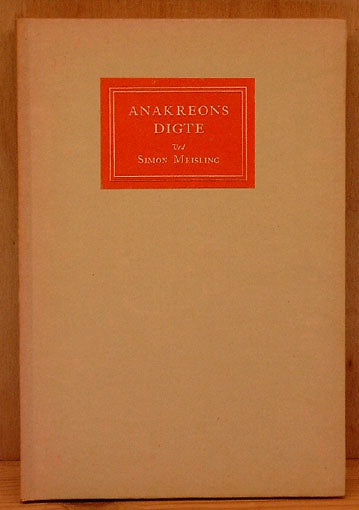 ANAKREONS
DIGTE
Ved
SIMON MEISLING